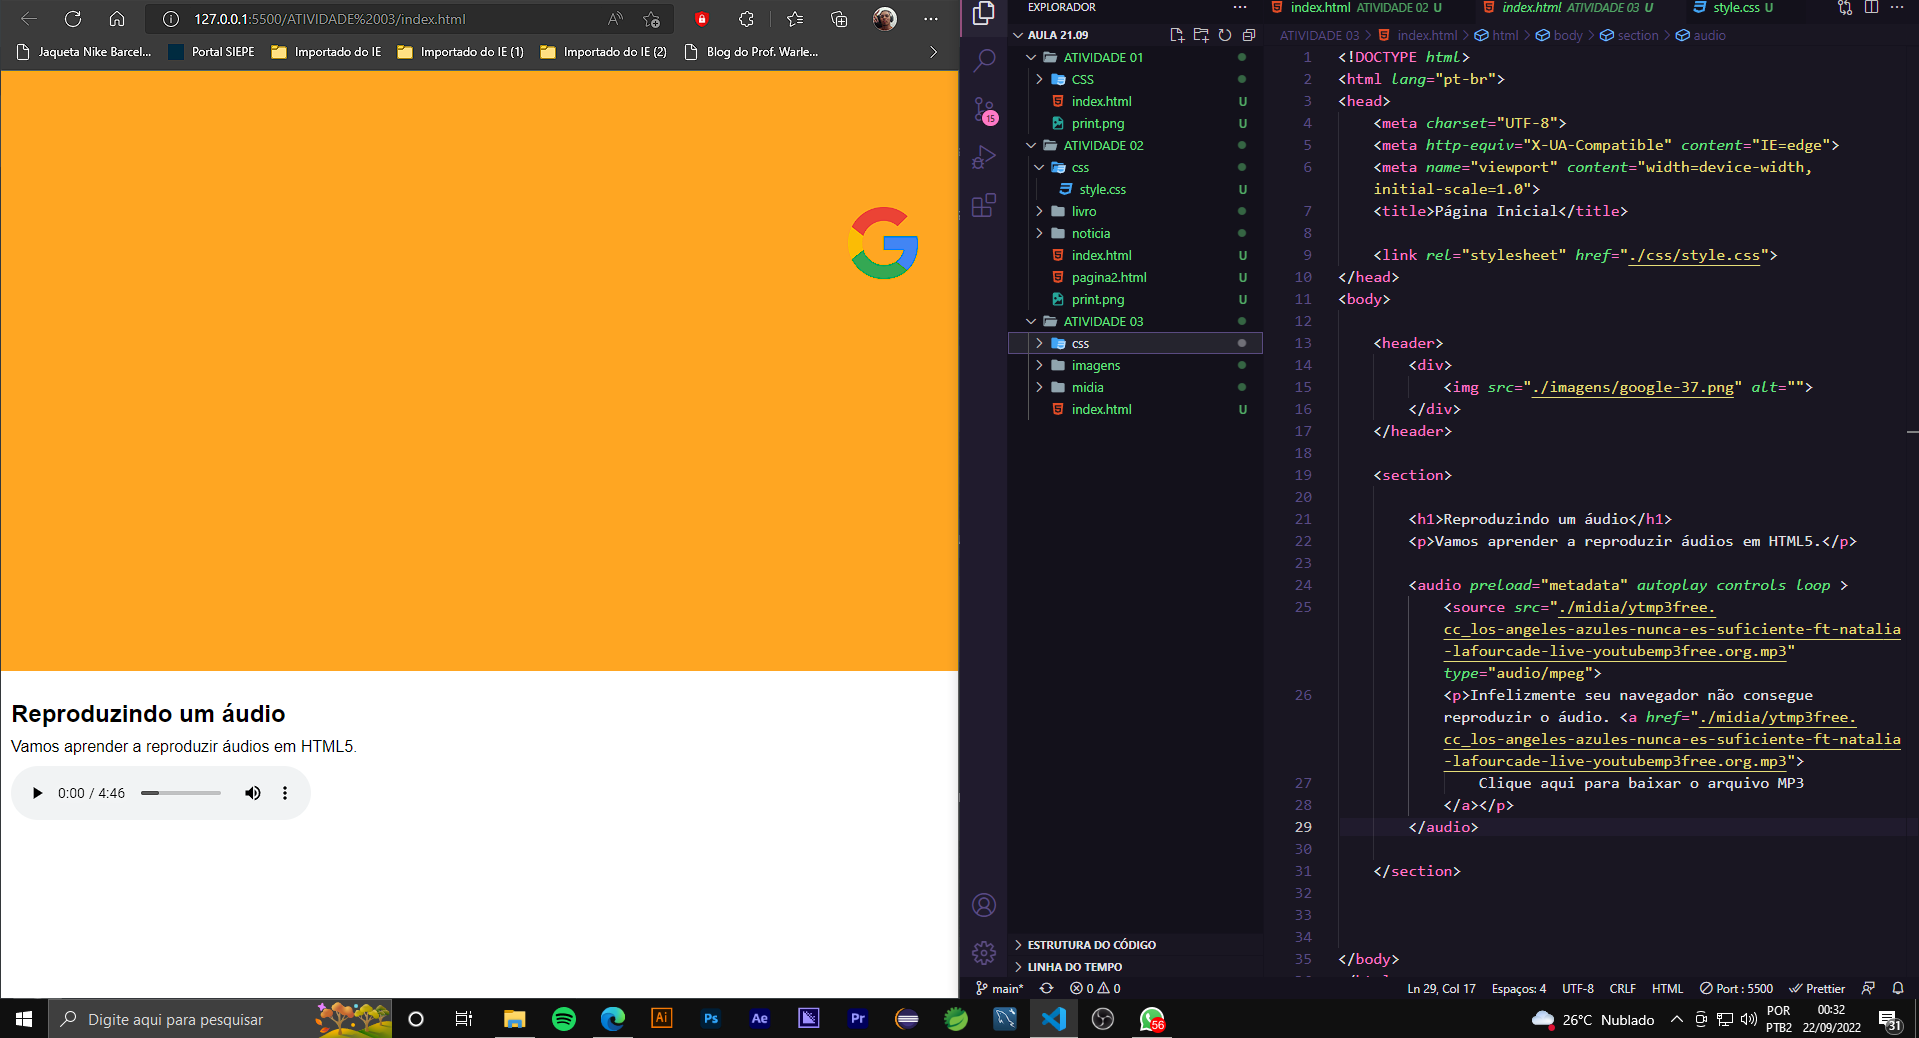 127.0.0.1:5500/ATIVIDADE%2003/index.html
Jaqueta Nike Barcel...
Portal SIEPE
Importado do IE
Importado do IE (1)
Importado do IE (2)
Blog do Prof. Warle...
Reproduzindo um áudio
Vamos aprender a reproduzir áudios em HTML5.
0:00 / 4:46
EXPLORADOR
AULA 21.09
ATIVIDADE 01
CSS
index.html U
print.png U
ATIVIDADE 02
css
style.css U
livro
noticia
index.html U
pagina2.html U
print.png U
ATIVIDADE 03
css
imagens
midia
index.html U
15
ESTRUTURA DO CÓDIGO
LINHA DO TEMPO
index.html ATIVIDADE 02 U
index.html ATIVIDADE 03 U
style.css U
ATIVIDADE 03 > index.html > html > body > section > audio
1 <!DOCTYPE html>
2 <html lang="pt-br">
3 <head>
4 <meta charset="UTF-8">
5 <meta http-equiv="X-UA-Compatible" content="IE=edge">
6 <meta name="viewport" content="width=device-width,
initial-scale=1.0">
7 <title>Página Inicial</title>
8
9 <link rel="stylesheet" href="./css/style.css">
10 </head>
11 <body>
12
13 <header>
14 <div>
15 <img src="./imagens/google-37.png" alt="">
16 </div>
17 </header>
18
19 <section>
20
21 <h1>Reproduzindo um áudio</h1>
22 <p>Vamos aprender a reproduzir áudios em HTML5.</p>
23
24 <audio preload="metadata" autoplay controls loop >
25 <source src="./midia/ytmp3free.
cc_los-angeles-azules-nunca-es-suficiente-ft-natalia
-lafourcade-live-youtubemp3free.org.mp3"
type="audio/mpeg">
26 <p>Infelizmente seu navegador não consegue
reproduzir o áudio. <a href="./midia/ytmp3free.
cc_los-angeles-azules-nunca-es-suficiente-ft-natalia
-lafourcade-live-youtubemp3free.org.mp3">
27 Clique aqui para baixar o arquivo MP3
28 </a></p>
29 </audio>
30
31 </section>
32
33
34
35 </body>
main* 0 0
Ln 29, Col 17
Espaços: 4
UTF-8
CRLF
HTML
Port : 5500
Prettier
Digite aqui para pesquisar
Ai
Ps
Ae
Pr
56
26°C Nublado
POR
PTB2
00:32
22/09/2022
31